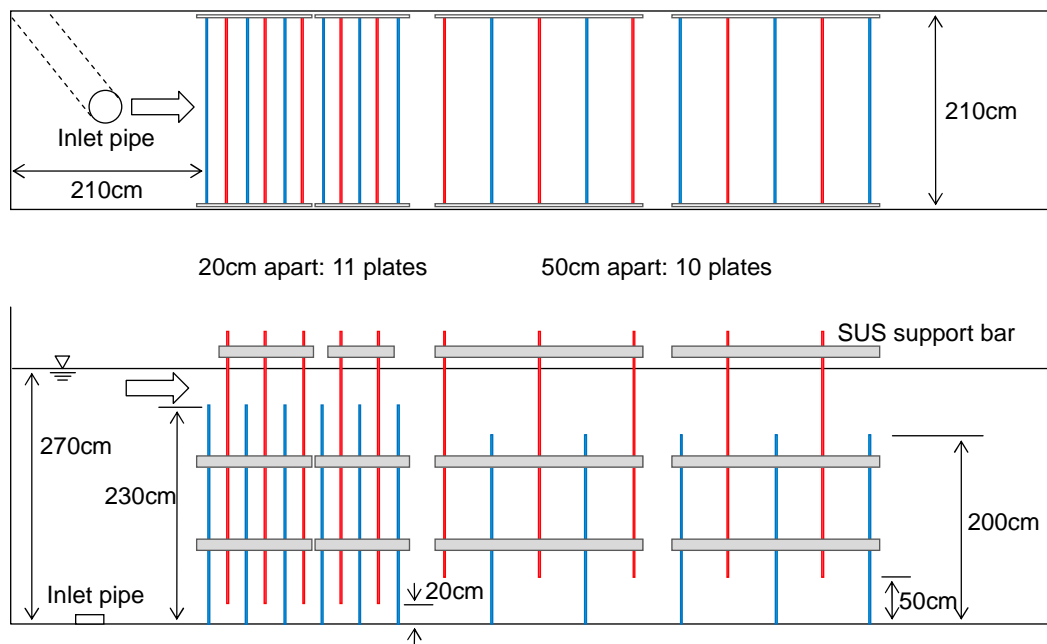 Inlet pipe
210cm
210cm
20cm apart: 11 plates
50cm apart: 10 plates
SUS support bar
270cm
230cm
200cm
Inlet pipe
20cm
50cm